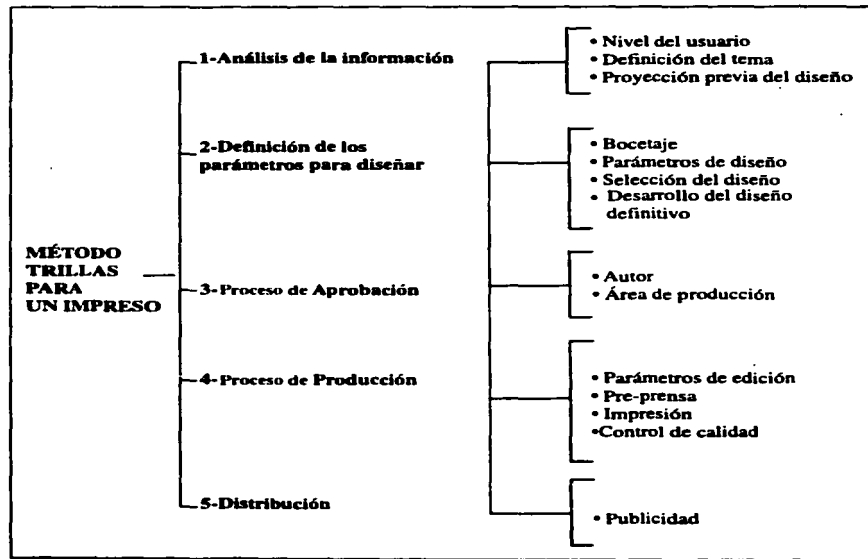 MÉTODO
TRILLAS
PARA
UN IMPRESO
1-Análisis de la información
• Nivel del usuario
• Definición del tema
• Proyección previa del diseño
2-Definición de los
parámetros para diseñar
• Bocetaje
• Parámetros de diseño
• Selección del diseño
• Desarrollo del diseño
definitivo
3-Proceso de Aprobación
• Autor
• Área de producción
4-Proceso de Producción
• Parámetros de edición
• Pre-prensa
• Impresión
•Control de calidad
5-Distribución
• Publicidad